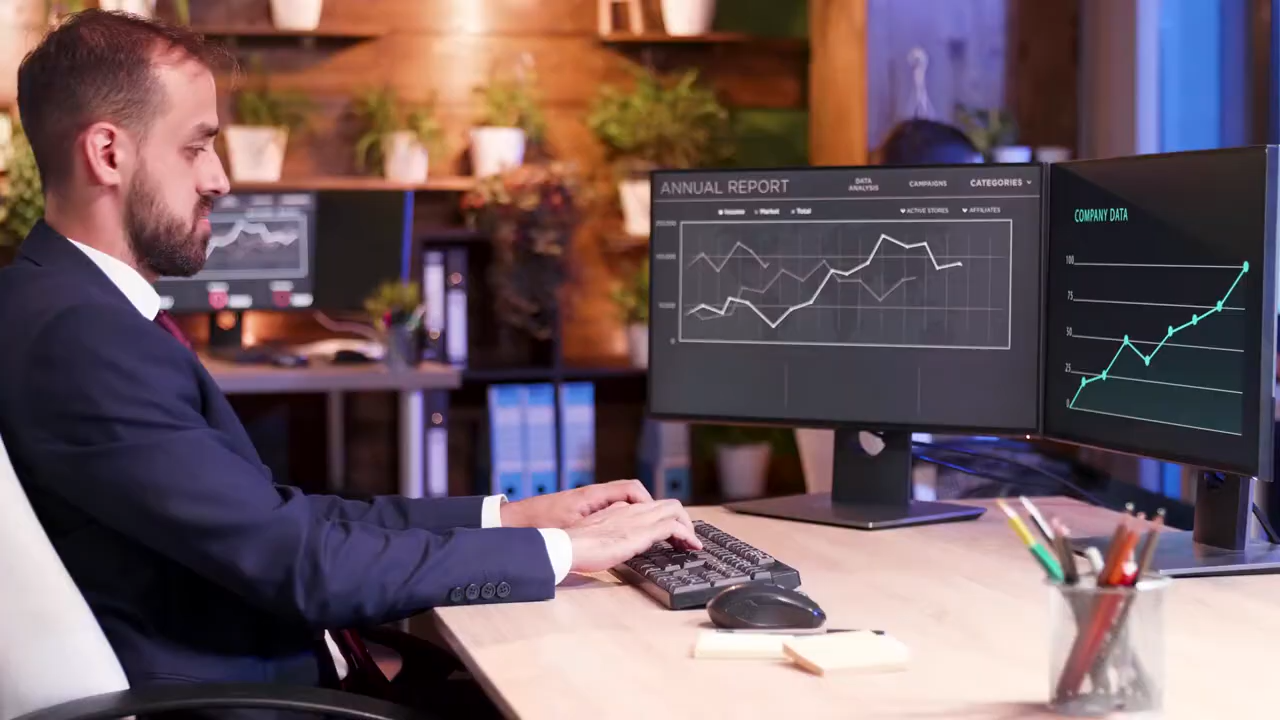 ANNUAL REPORT
DATA ANALYSIS
CAMPAIGNS
CATEGORIES
Income
Market
Total
ACTIVE STORES
AFFILIATES
COMPANY DATA
100
75
50
25
0